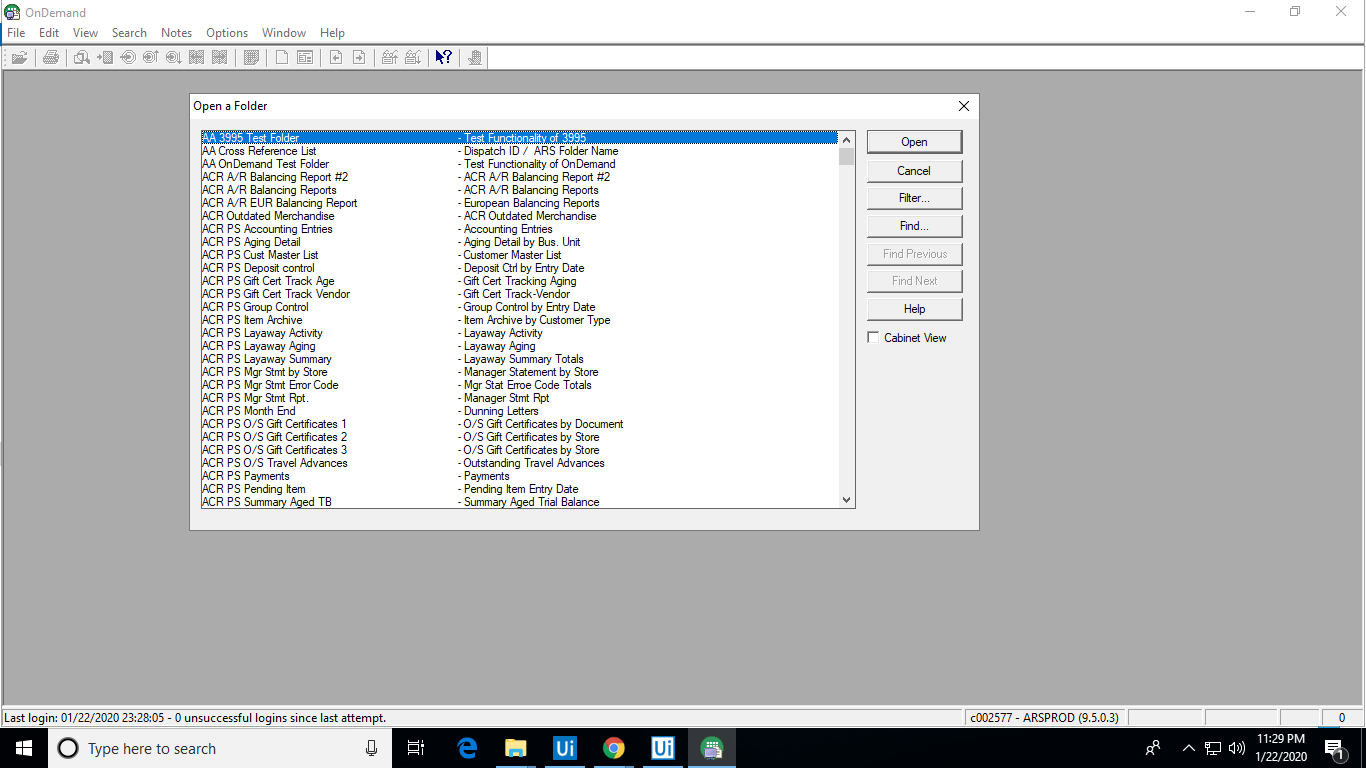 OnDemand
File Edit View Search Notes Options Window Help
Open a Folder
AA 3995 Test Folder - Test Functionality of 3995
AA Cross Reference List - Dispatch ID / ARS Folder Name
AA OnDemand Test Folder - Test Functionality of OnDemand
ACR A/R Balancing Report #2 - ACR A/R Balancing Report #2
ACR A/R Balancing Reports - ACR A/R Balancing Reports
ACR A/R EUR Balancing Report - European Balancing Reports
ACR Outdated Merchandise - ACR Outdated Merchandise
ACR PS Accounting Entries - Accounting Entries
ACR PS Aging Detail - Aging Detail by Bus. Unit
ACR PS Cust Master List - Customer Master List
ACR PS Deposit control - Deposit Ctrl by Entry Date
ACR PS Gift Cert Track Age - Gift Cert Tracking Aging
ACR PS Gift Cert Track Vendor - Gift Cert Track-Vendor
ACR PS Group Control - Group Control by Entry Date
ACR PS Item Archive - Item Archive by Customer Type
ACR PS Layaway Activity - Layaway Activity
ACR PS Layaway Aging - Layaway Aging
ACR PS Layaway Summary - Layaway Summary Totals
ACR PS Mgr Stmt by Store - Manager Statement by Store
ACR PS Mgr Stmt Error Code - Mgr Stat Erroe Code Totals
ACR PS Mgr Stmt Rpt. - Manager Stmt Rpt
ACR PS Month End - Dunning Letters
ACR PS O/S Gift Certificates 1 - O/S Gift Certificates by Document
ACR PS O/S Gift Certificates 2 - O/S Gift Certificates by Store
ACR PS O/S Gift Certificates 3 - O/S Gift Certificates by Store
ACR PS O/S Travel Advances - Outstanding Travel Advances
ACR PS Payments - Payments
ACR PS Pending Item - Pending Item Entry Date
ACR PS Summary Aged TB - Summary Aged Trial Balance
Open
Cancel
Filter...
Find...
Find Previous
Find Next
Help
Cabinet View
Last login: 01/22/2020 23:28:05 - 0 unsuccessful logins since last attempt.
c002577 - ARSPROD (9.5.0.3)
0
Type here to search
Ui
Ui
11:29 PM
1/22/2020
1